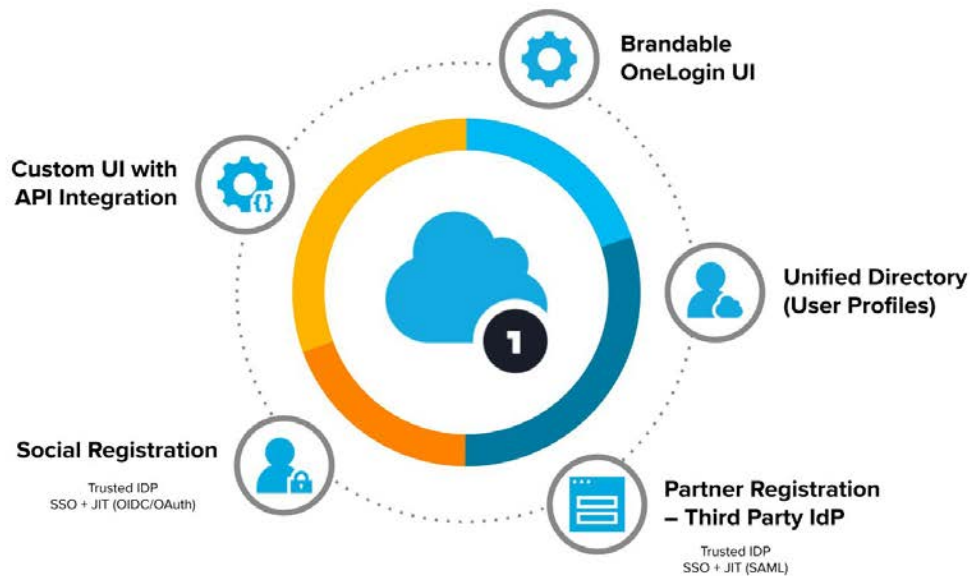 Brandable
OneLogin UI
Custom UI with
API Integration
{}
Unified Directory
(User Profiles)
1
Social Registration
Trusted IDP
SSO + JIT (OIDC/OAuth)
Partner Registration
– Third Party IdP
Trusted IDP
SSO + JIT (SAML)